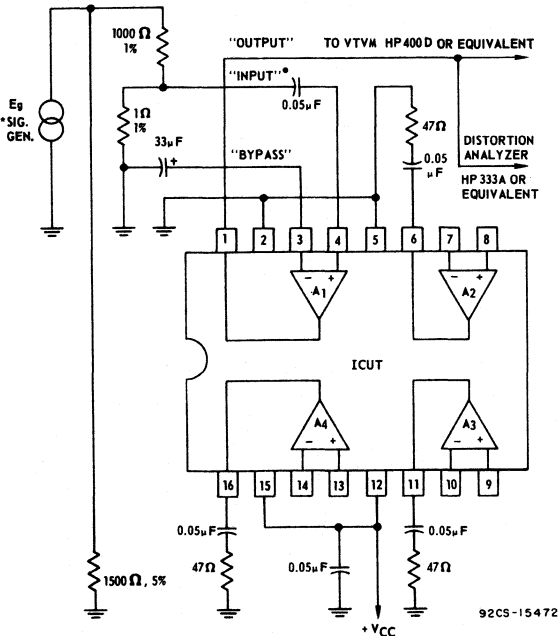 1000 Ω
1%
"OUTPUT" TO VTVM HP400D OR EQUIVALENT
"INPUT"•
0.05μF
Eg
*SIG.
GEN.
1Ω
1%
33μF
+
"BYPASS"
47Ω
0.05
μF
DISTORTION
ANALYZER
HP 333A OR
EQUIVALENT
1 2 3 4 5 6 7 8
- + - +
A1 A2
ICUT
A4 A3
- + - +
16 15 14 13 12 11 10 9
0.05μF 0.05μF
47Ω 0.05μF 47Ω
1500 Ω, 5%
+ VCC
92CS-15472